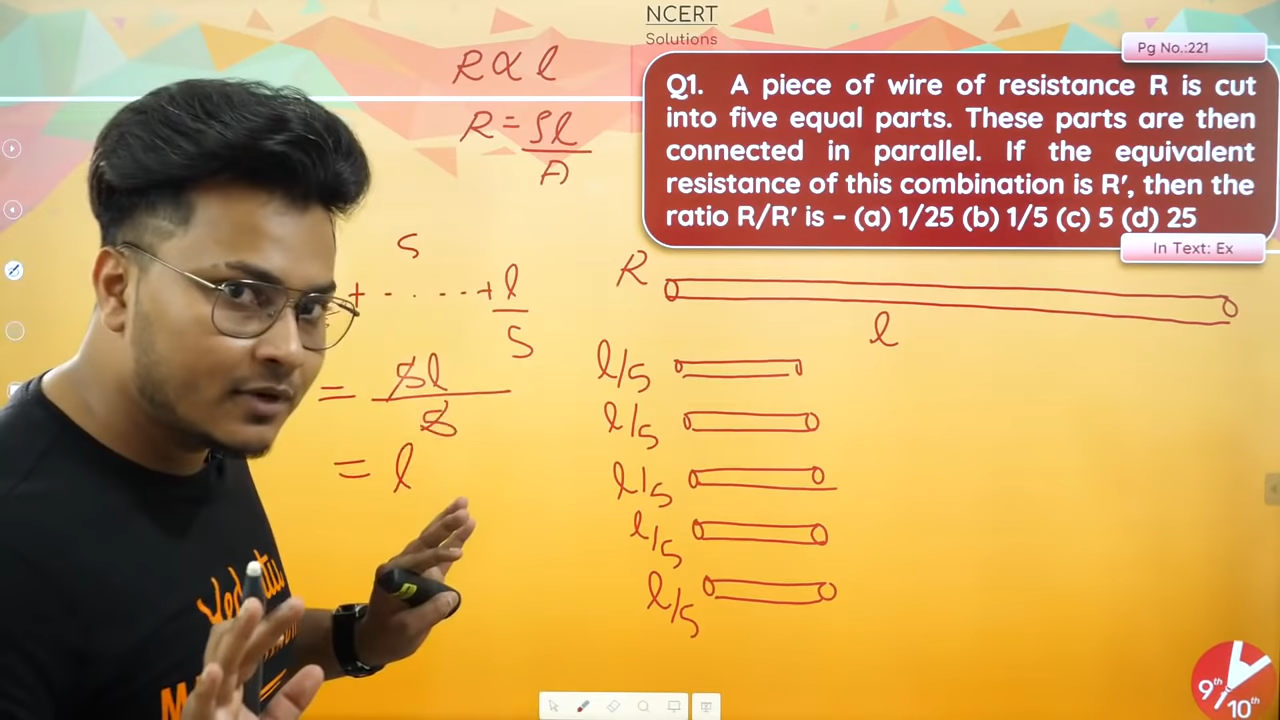 NCERT
Solutions
Pg No.:221
Q1. A piece of wire of resistance R is cut
into five equal parts. These parts are then
connected in parallel. If the equivalent
resistance of this combination is R′, then the
ratio R/R′ is – (a) 1/25 (b) 1/5 (c) 5 (d) 25
In Text: Ex
R ∝ l
R = ρl
A
5
+ · · · · · + l
5
= 5l
5
= l
R
l
l/5
l/5
l/5
l/5
l/5
9th
10th